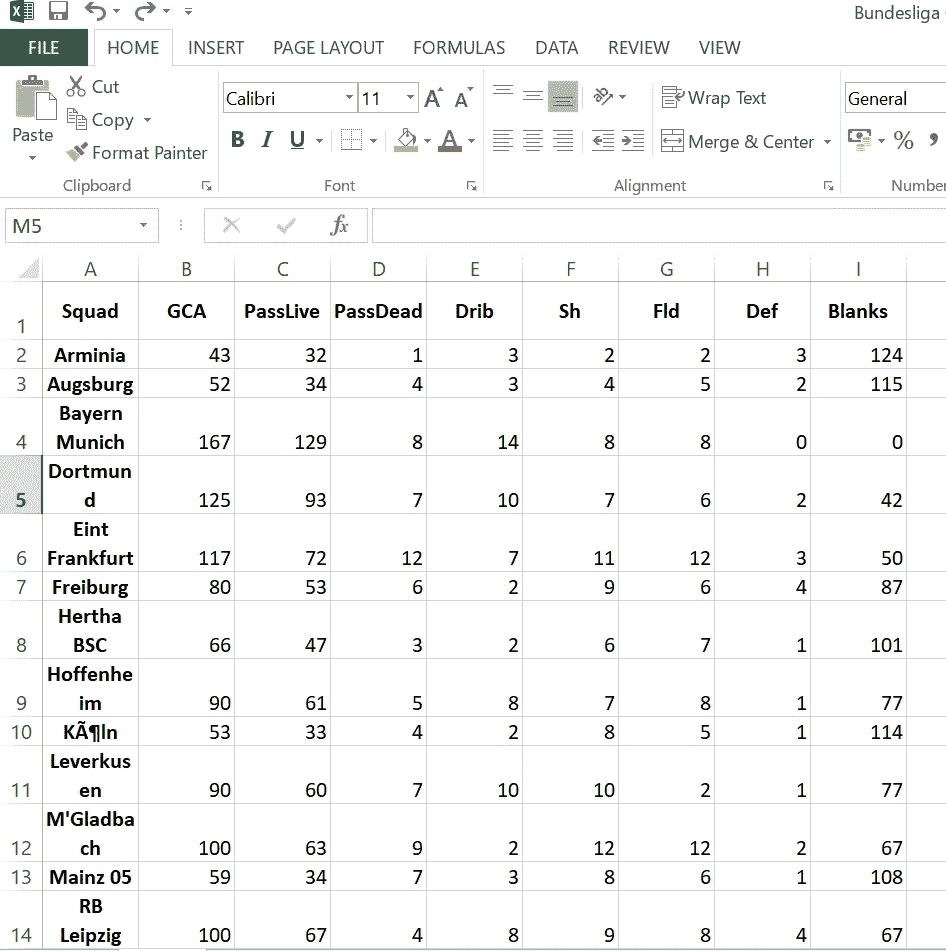 Bundesliga
FILE HOME INSERT PAGE LAYOUT FORMULAS DATA REVIEW VIEW
Paste
Cut
Copy
Format Painter
Clipboard
Calibri 11 A A
B I U A
Font
Wrap Text
Merge & Center
Alignment
General
%
M5 fx
A B C D E F G H I
1 Squad GCA PassLive PassDead Drib Sh Fld Def Blanks
2 Arminia 43 32 1 3 2 2 3 124
3 Augsburg 52 34 4 3 4 5 2 115
Bayern
4 Munich 167 129 8 14 8 8 0 0
Dortmun
5 d 125 93 7 10 7 6 2 42
Eint
6 Frankfurt 117 72 12 7 11 12 3 50
7 Freiburg 80 53 6 2 9 6 4 87
Hertha
8 BSC 66 47 3 2 6 7 1 101
Hoffenhe
9 im 90 61 5 8 7 8 1 77
10 KÃ¶ln 53 33 4 2 8 5 1 114
Leverkus
11 en 90 60 7 10 10 2 1 77
M'Gladba
12 ch 100 63 9 2 12 12 2 67
13 Mainz 05 59 34 7 3 8 6 1 108
RB
14 Leipzig 100 67 4 8 9 8 4 67